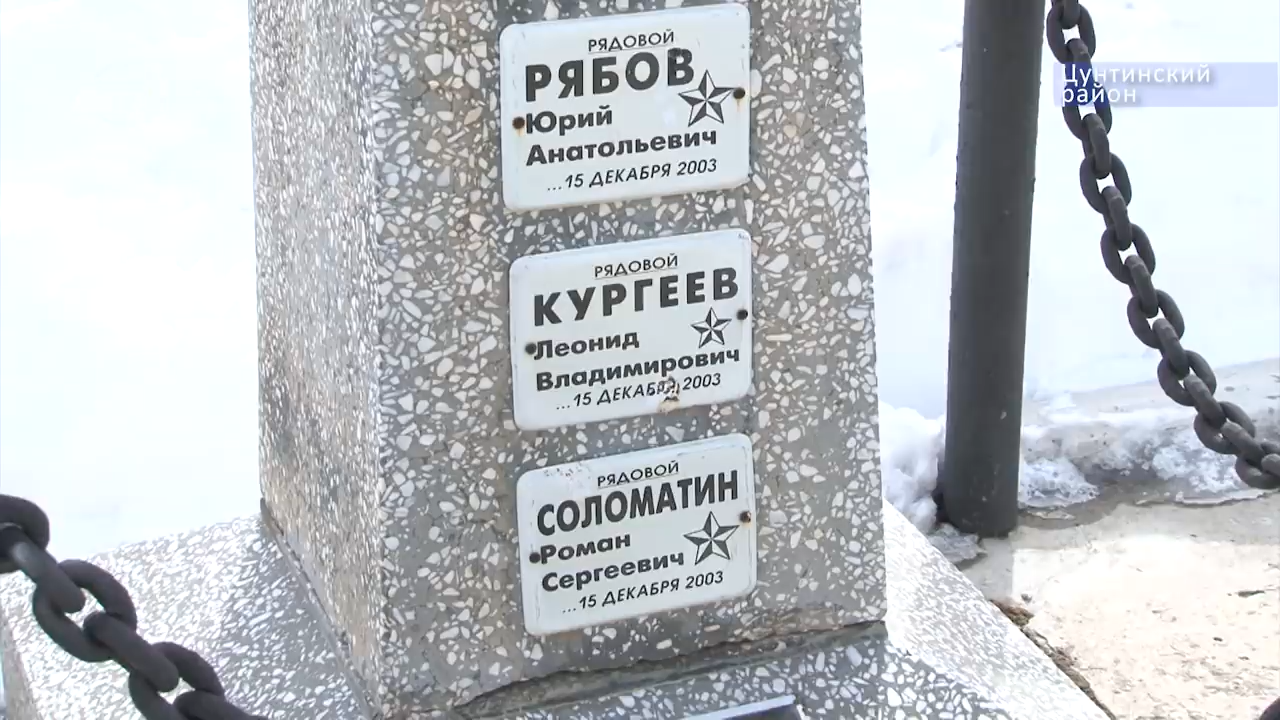 РЯДОВОЙ
РЯБОВ
Юрий
Анатольевич
...15 ДЕКАБРЯ 2003
РЯДОВОЙ
КУРГЕЕВ
Леонид
Владимирович
...15 ДЕКАБРЯ 2003
РЯДОВОЙ
СОЛОМАТИН
Роман
Сергеевич
...15 ДЕКАБРЯ 2003
Цунтинский
район